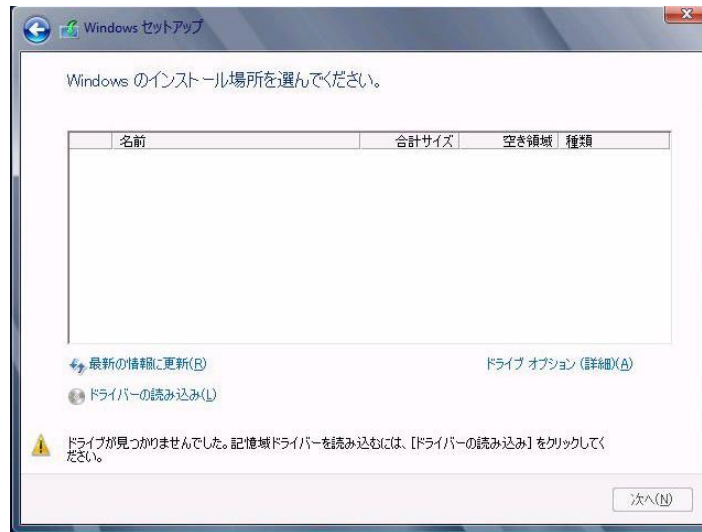 Windows セットアップ
Windows のインストール場所を選んでください。
名前 合計サイズ 空き領域 種類
最新の情報に更新(R)
ドライブ オプション (詳細)(A)
ドライバーの読み込み(L)
ドライブが見つかりませんでした。記憶域ドライバーを読み込むには、[ドライバーの読み込み] をクリックしてく
ださい。
次へ(N)